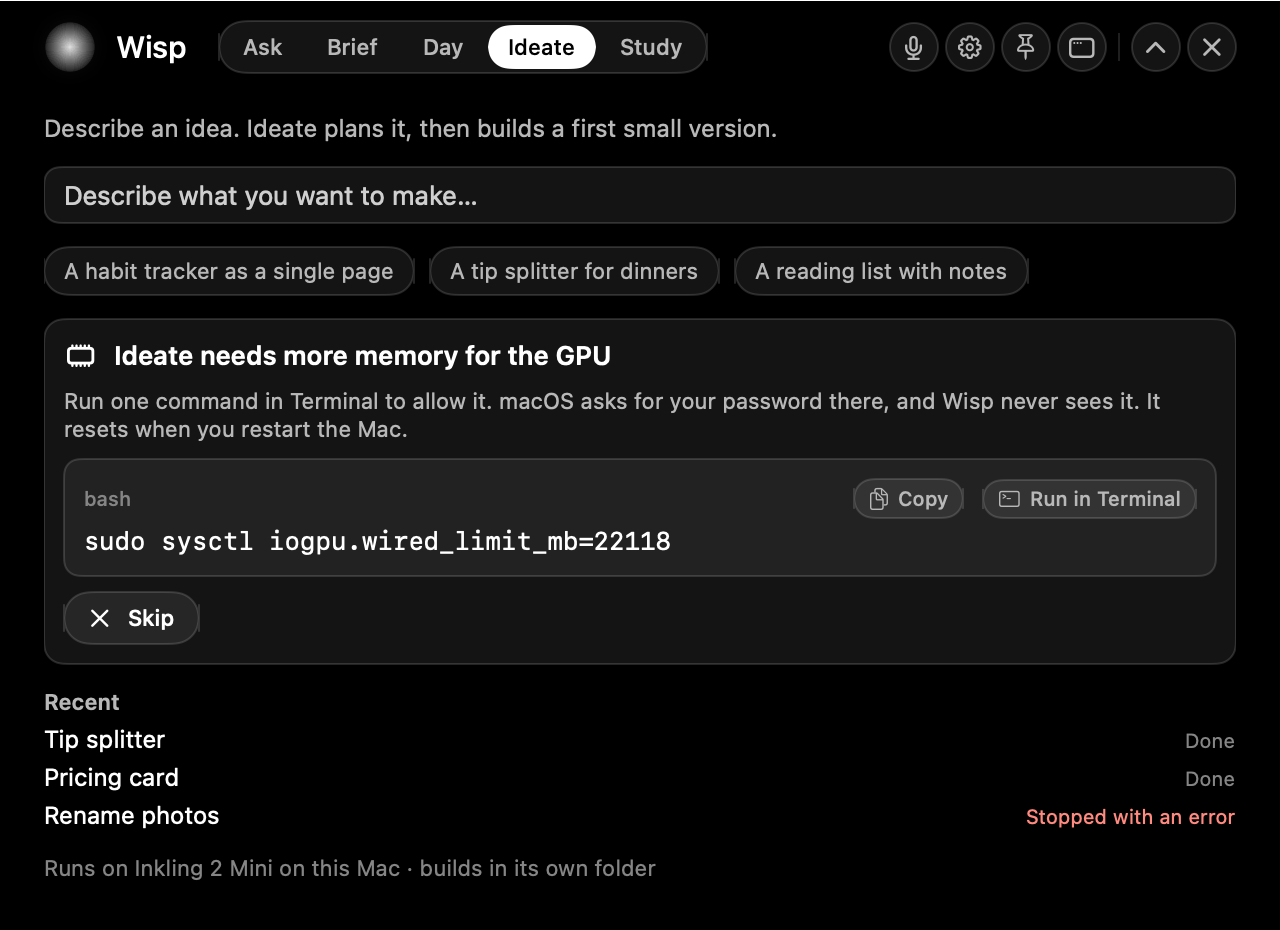 Wisp
Ask Brief Day Ideate Study
Describe an idea. Ideate plans it, then builds a first small version.
Describe what you want to make...
A habit tracker as a single page
A tip splitter for dinners
A reading list with notes
Ideate needs more memory for the GPU
Run one command in Terminal to allow it. macOS asks for your password there, and Wisp never sees it. It
resets when you restart the Mac.
bash
Copy
Run in Terminal
sudo sysctl iogpu.wired_limit_mb=22118
Skip
Recent
Tip splitter Done
Pricing card Done
Rename photos Stopped with an error
Runs on Inkling 2 Mini on this Mac · builds in its own folder